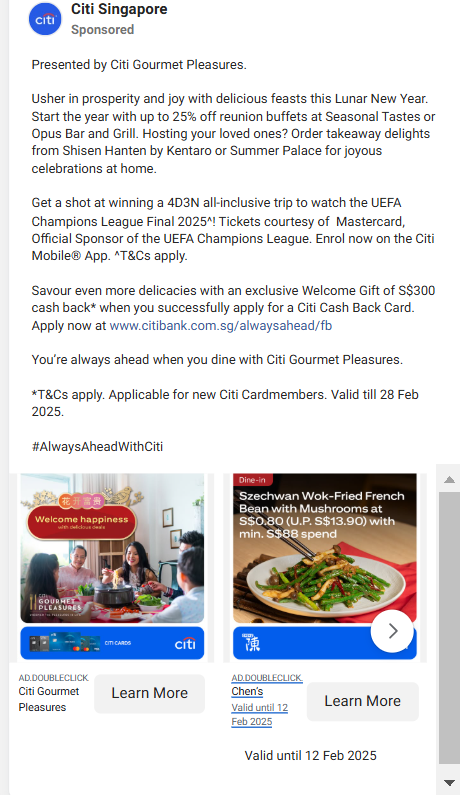 citi
Citi Singapore
Sponsored
Presented by Citi Gourmet Pleasures.
Usher in prosperity and joy with delicious feasts this Lunar New Year.
Start the year with up to 25% off reunion buffets at Seasonal Tastes or
Opus Bar and Grill. Hosting your loved ones? Order takeaway delights
from Shisen Hanten by Kentaro or Summer Palace for joyous
celebrations at home.
Get a shot at winning a 4D3N all-inclusive trip to watch the UEFA
Champions League Final 2025^! Tickets courtesy of Mastercard,
Official Sponsor of the UEFA Champions League. Enrol now on the Citi
Mobile® App. ^T&Cs apply.
Savour even more delicacies with an exclusive Welcome Gift of S$300
cash back* when you successfully apply for a Citi Cash Back Card.
Apply now at www.citibank.com.sg/alwaysahead/fb
You're always ahead when you dine with Citi Gourmet Pleasures.
*T&Cs apply. Applicable for new Citi Cardmembers. Valid till 28 Feb
2025.
#AlwaysAheadWithCiti
花开富贵
Welcome happiness
with delicious deals
GOURMET
PLEASURES
CITI CARDS
citi
AD.DOUBLECLICK.
Citi Gourmet
Pleasures
Learn More
Dine-in
Szechwan Wok-Fried French
Bean with Mushrooms at
S$0.80 (U.P. S$13.90) with
min. S$88 spend
陳
AD.DOUBLECLICK.
Chen's
Valid until 12
Feb 2025
Learn More
Valid until 12 Feb 2025